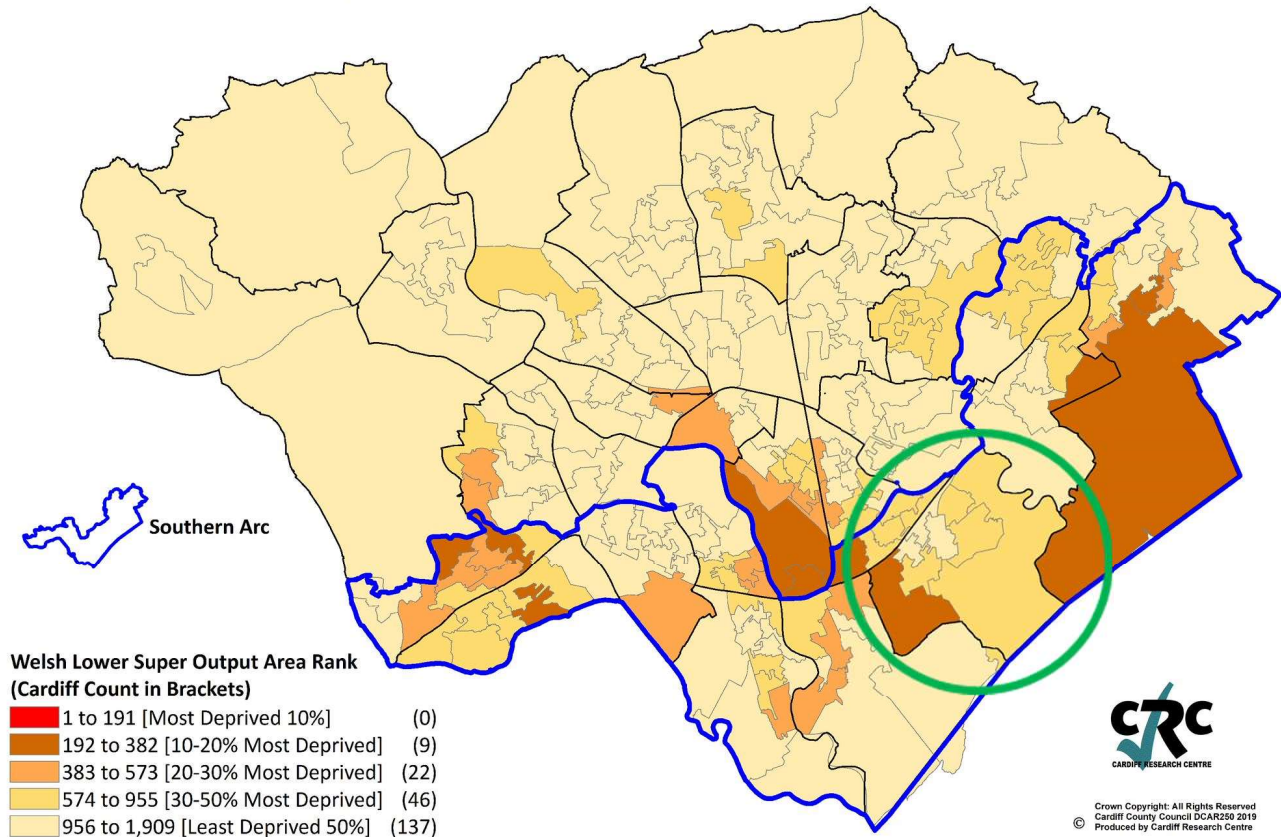 Southern Arc
Welsh Lower Super Output Area Rank
(Cardiff Count in Brackets)
1 to 191 [Most Deprived 10%] (0)
192 to 382 [10-20% Most Deprived] (9)
383 to 573 [20-30% Most Deprived] (22)
574 to 955 [30-50% Most Deprived] (46)
956 to 1,909 [Least Deprived 50%] (137)
CRC
CARDIFF RESEARCH CENTRE
Crown Copyright: All Rights Reserved
Cardiff County Council DCAR250 2019
© Produced by Cardiff Research Centre